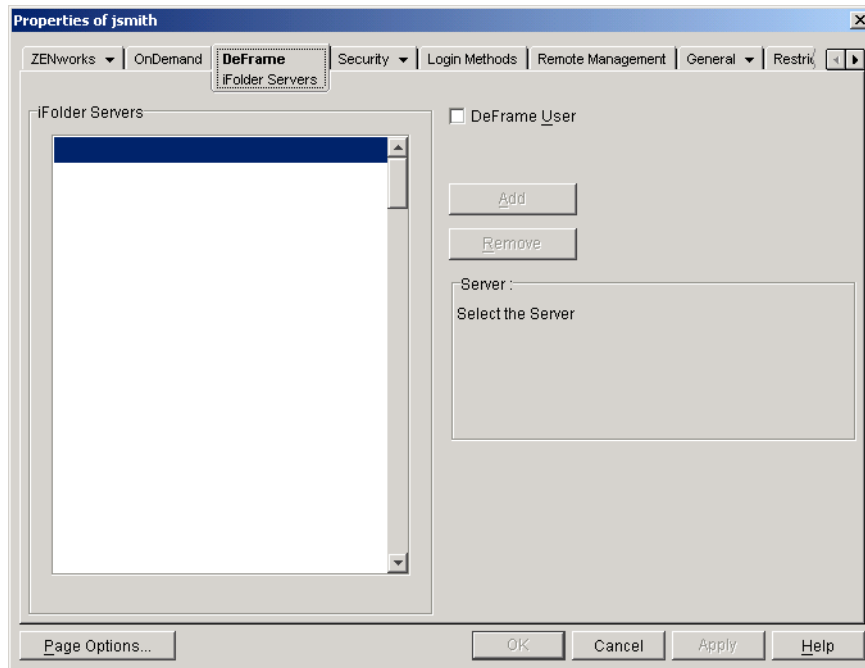 Properties of jsmith
ZENworks OnDemand DeFrame Security Login Methods Remote Management General
iFolder Servers
iFolder Servers
DeFrame User
Add
Remove
Server :
Select the Server
Page Options... OK Cancel Apply Help